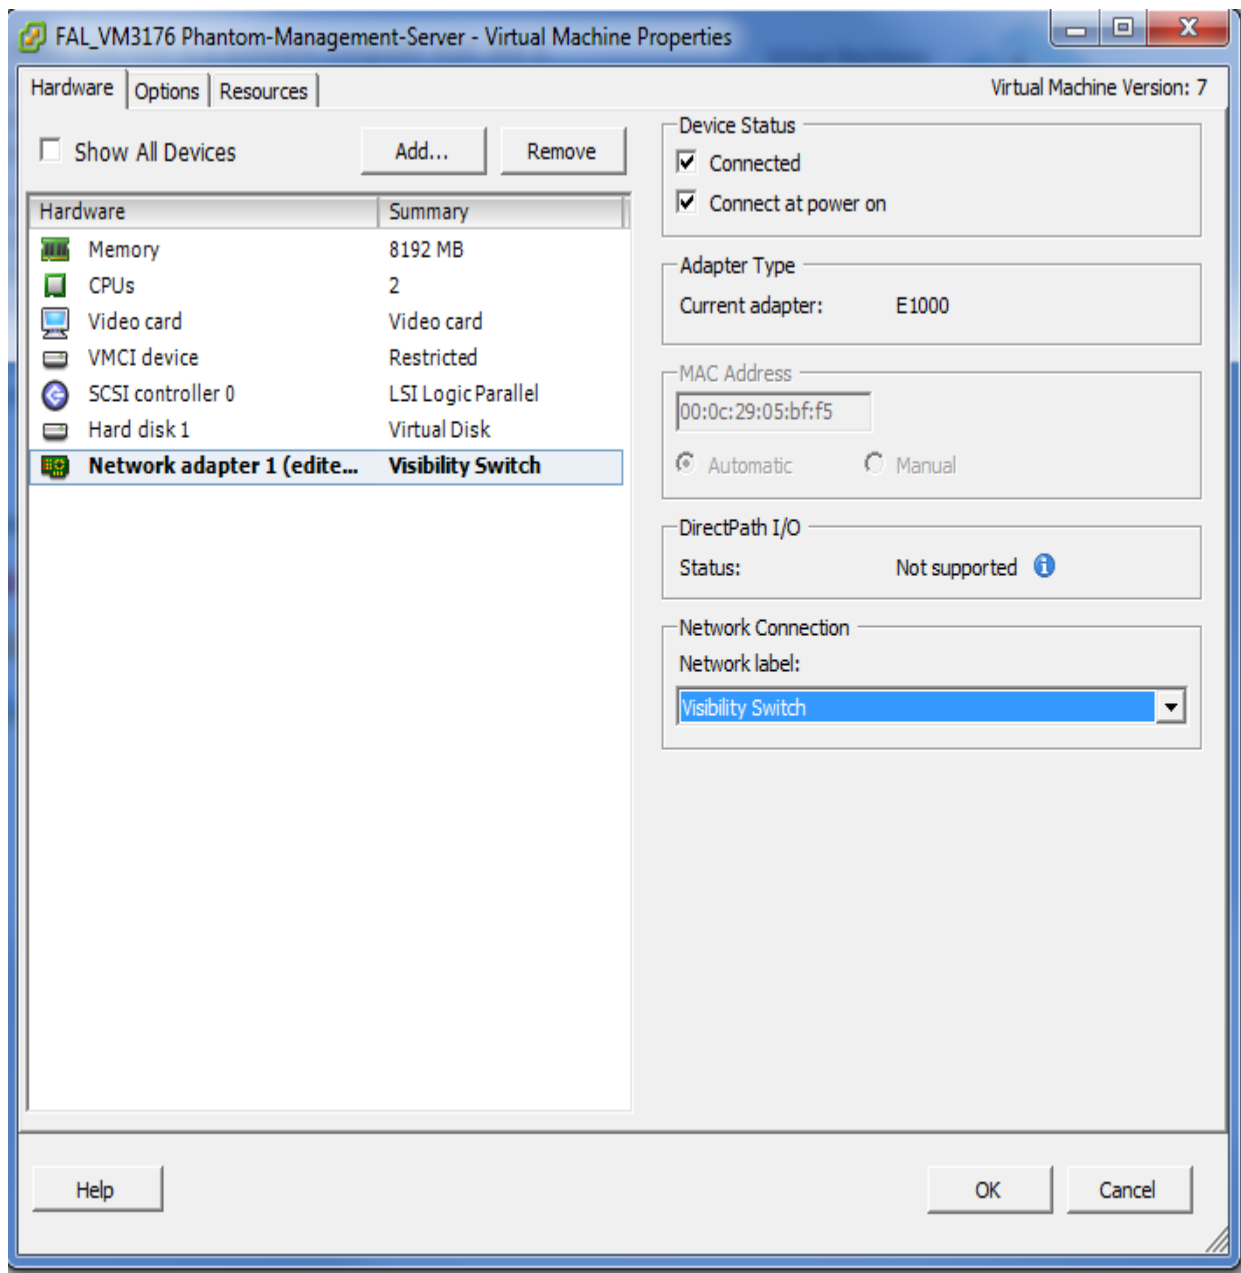 FAL_VM3176 Phantom-Management-Server - Virtual Machine Properties
Hardware Options Resources Virtual Machine Version: 7
Show All Devices Add... Remove
Hardware Summary
Memory 8192 MB
CPUs 2
Video card Video card
VMCI device Restricted
SCSI controller 0 LSI Logic Parallel
Hard disk 1 Virtual Disk
Network adapter 1 (edite... Visibility Switch
Device Status
Connected
Connect at power on
Adapter Type
Current adapter: E1000
MAC Address
00:0c:29:05:bf:f5
Automatic Manual
DirectPath I/O
Status: Not supported
Network Connection
Network label:
Visibility Switch
Help OK Cancel